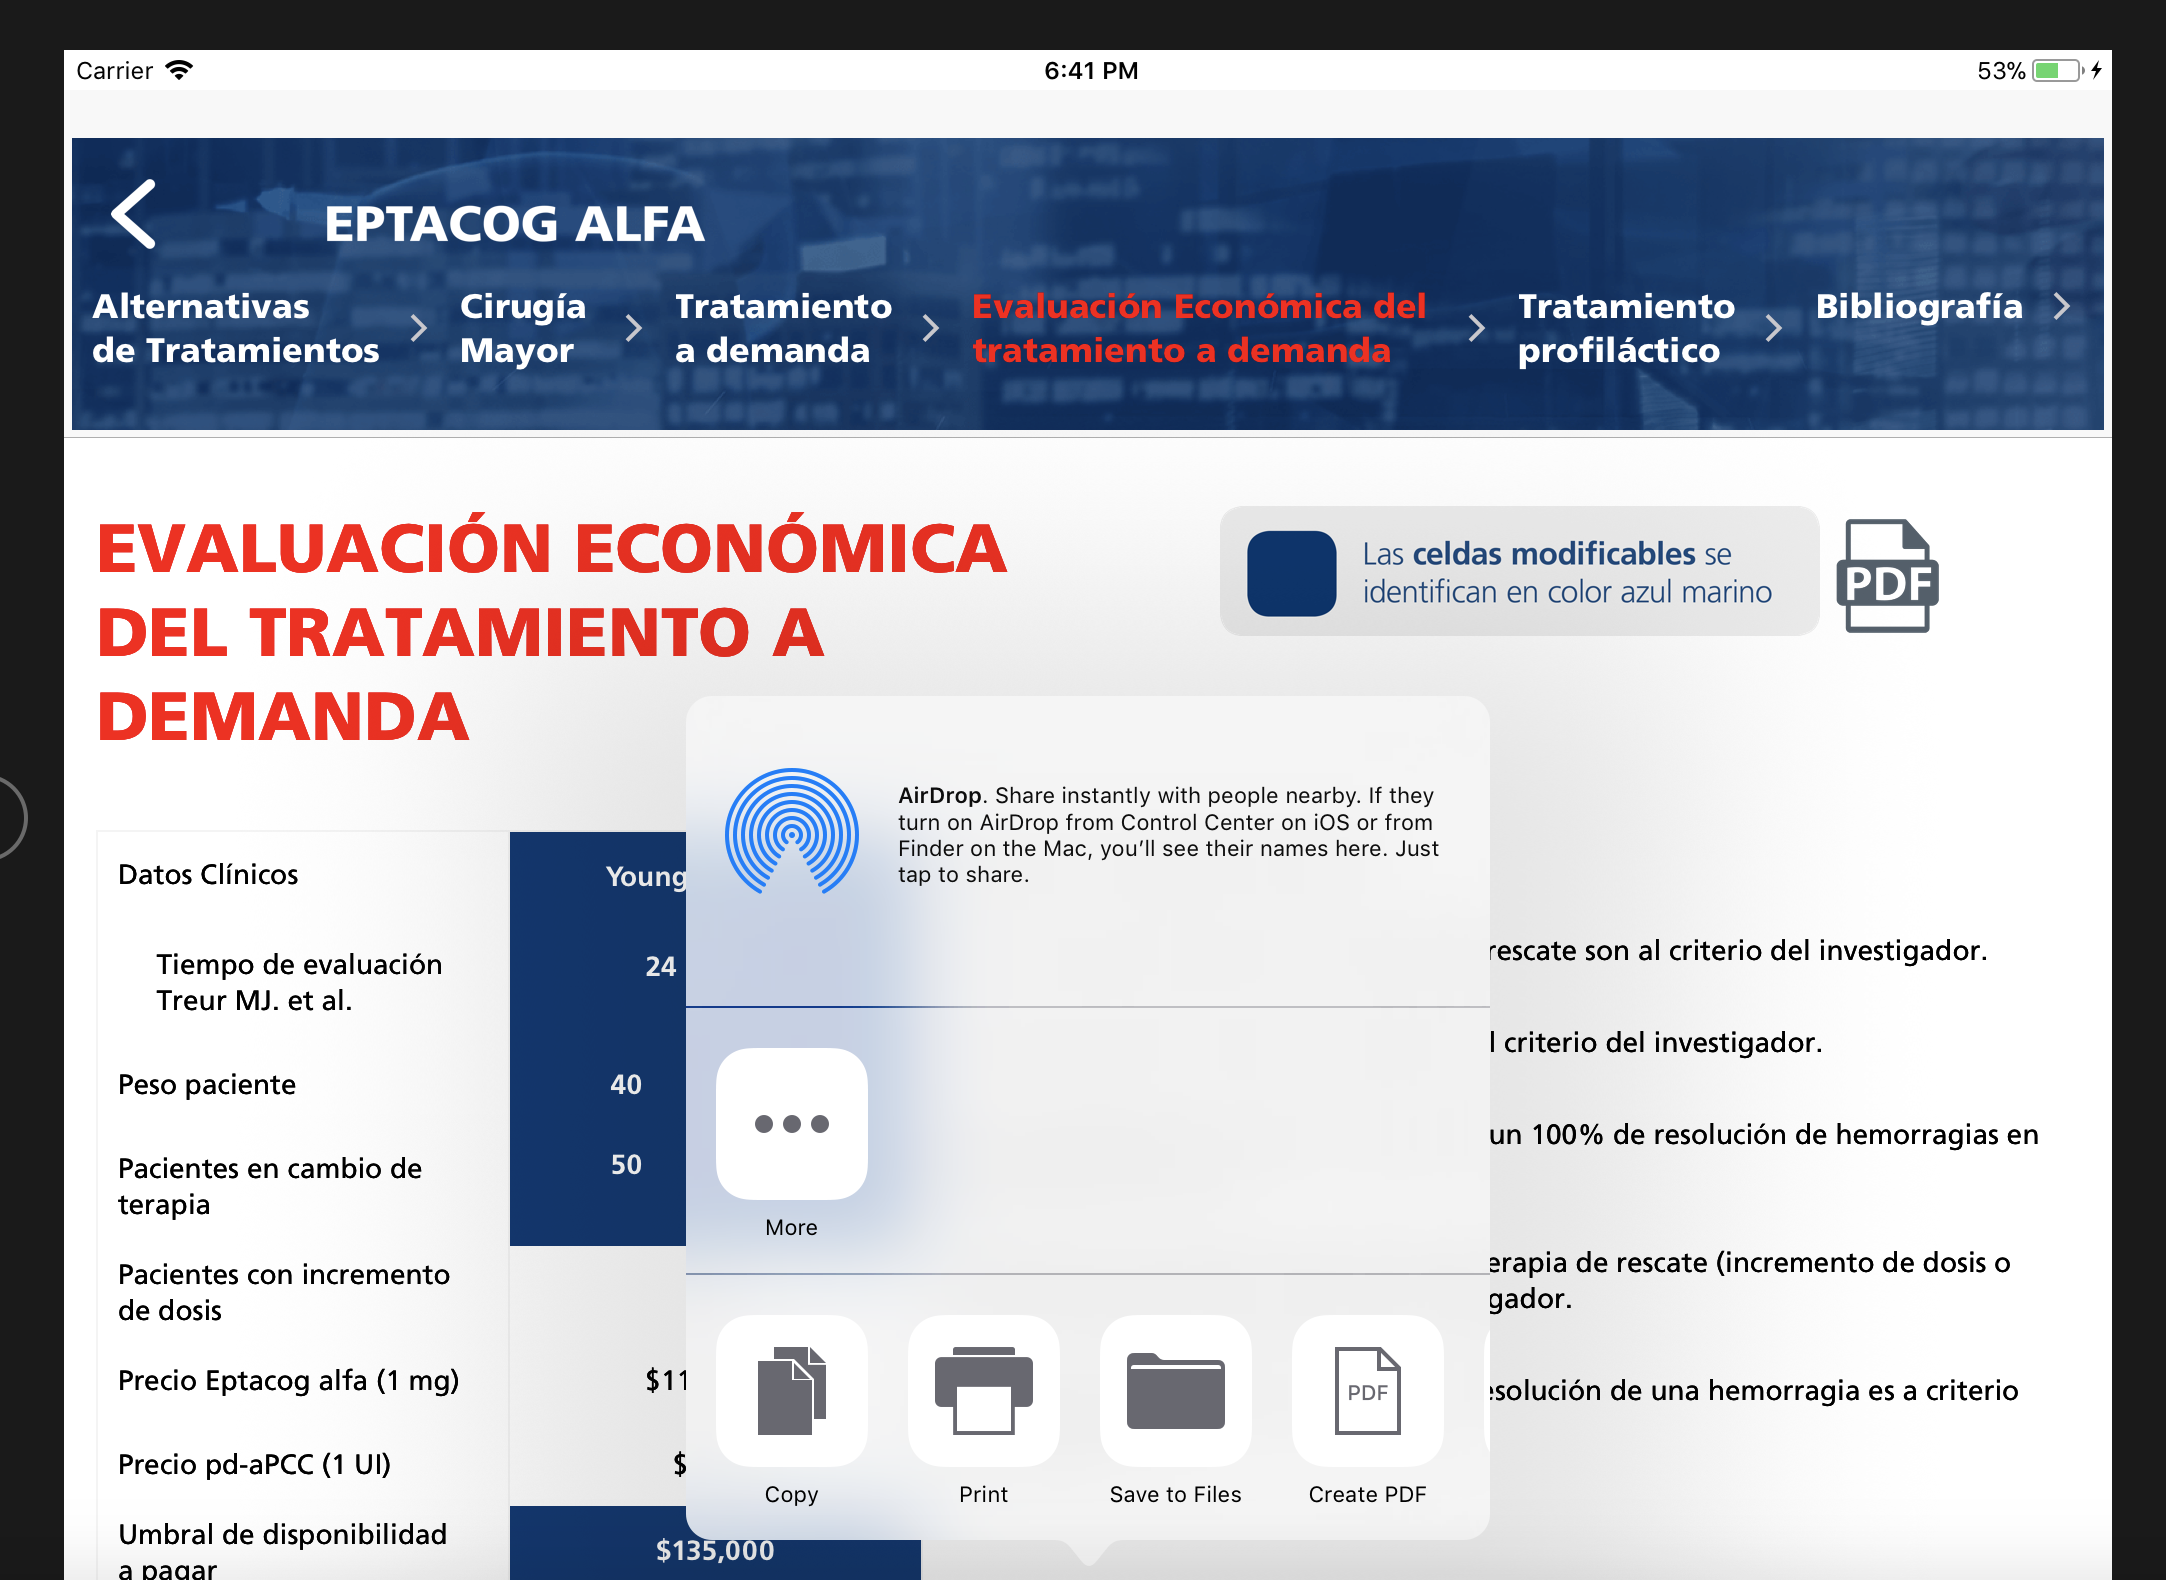 Carrier
6:41 PM
53%
EPTACOG ALFA
Alternativas
de Tratamientos
Cirugía
Mayor
Tratamiento
a demanda
Evaluación Económica del
tratamiento a demanda
Tratamiento
profiláctico
Bibliografía
EVALUACIÓN ECONÓMICA
DEL TRATAMIENTO A
DEMANDA
Las celdas modificables se
identifican en color azul marino
PDF
AirDrop. Share instantly with people nearby. If they
turn on AirDrop from Control Center on iOS or from
Finder on the Mac, you’ll see their names here. Just
tap to share.
More
Copy
Print
Save to Files
PDF
Create PDF
Datos Clínicos
Young
Tiempo de evaluación
Treur MJ. et al.
24
Peso paciente
40
Pacientes en cambio de
terapia
50
Pacientes con incremento
de dosis
Precio Eptacog alfa (1 mg)
$11
Precio pd-aPCC (1 UI)
$
Umbral de disponibilidad
a pagar
$135,000
rescate son al criterio del investigador.
l criterio del investigador.
un 100% de resolución de hemorragias en
erapia de rescate (incremento de dosis o
gador.
esolución de una hemorragia es a criterio